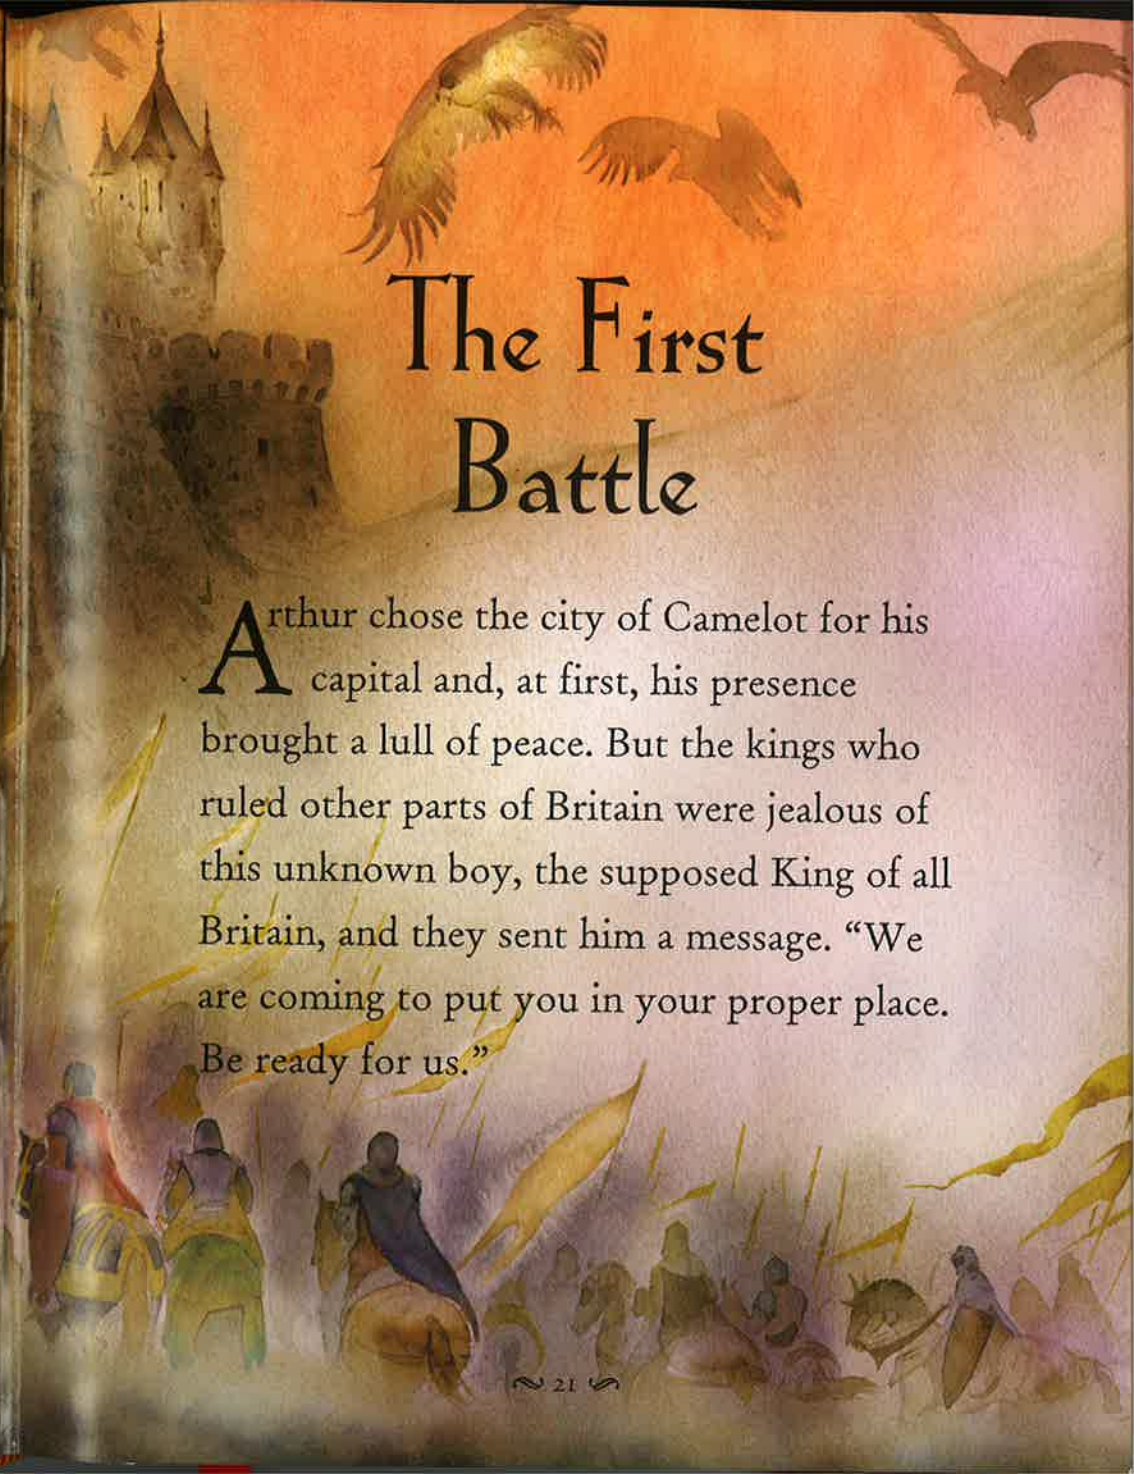 The First
Battle
Arthur chose the city of Camelot for his
capital and, at first, his presence
brought a lull of peace. But the kings who
ruled other parts of Britain were jealous of
this unknown boy, the supposed King of all
Britain, and they sent him a message. “We
are coming to put you in your proper place.
Be ready for us.”
21